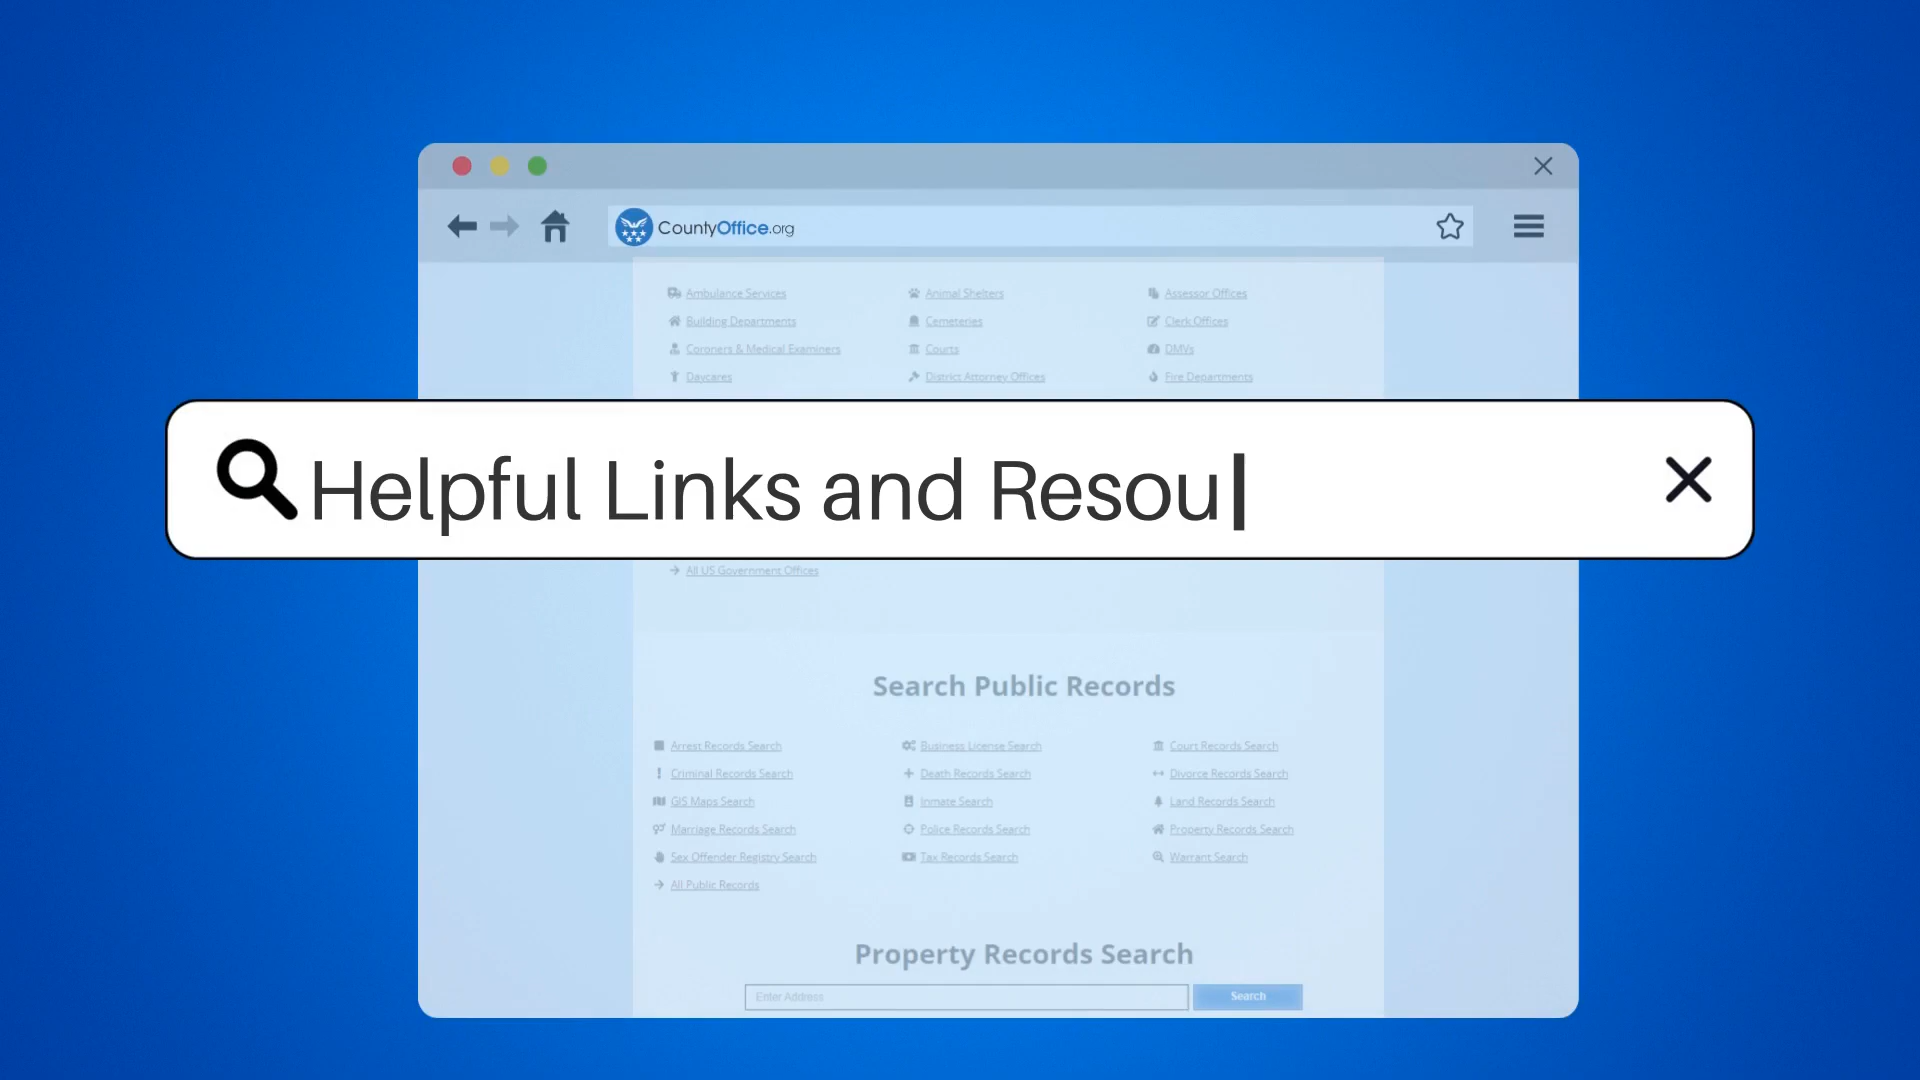 CountyOffice.org
Ambulance Services Animal Shelters Assessor Offices
Building Departments Cemeteries Clerk Offices
Coroners & Medical Examiners Courts DMVs
Daycares District Attorney Offices Fire Departments
Helpful Links and Resou
All US Government Offices
Search Public Records
Arrest Records Search Business License Search Court Records Search
Criminal Records Search Death Records Search Divorce Records Search
GIS Maps Search Inmate Search Land Records Search
Marriage Records Search Police Records Search Property Records Search
Sex Offender Registry Search Tax Records Search Warrant Search
All Public Records
Property Records Search
Enter Address Search